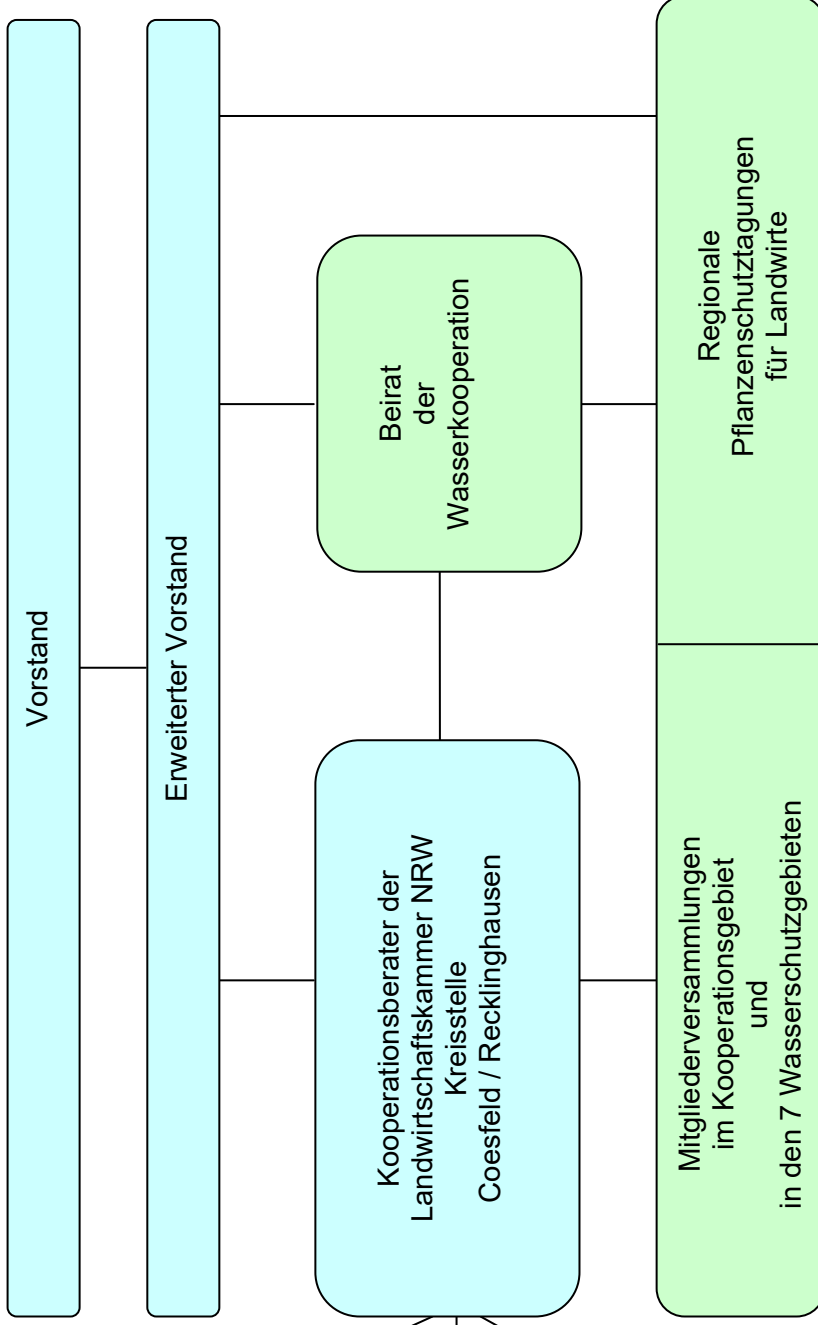 Vorstand
Erweiterter Vorstand
Kooperationsberater der
Landwirtschaftskammer NRW
Kreisstelle
Coesfeld / Recklinghausen
Beirat
der
Wasserkooperation
Mitgliederversammlungen
im Kooperationsgebiet
und
in den 7 Wasserschutzgebieten
Regionale
Pflanzenschutztagungen
für Landwirte